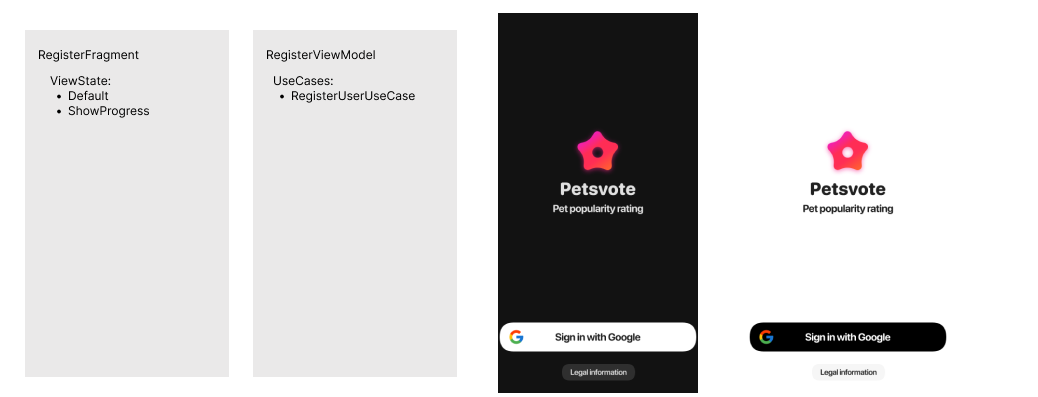 RegisterFragment
ViewState:
• Default
• ShowProgress
RegisterViewModel
UseCases:
• RegisterUserUseCase
Petsvote
Pet popularity rating
Sign in with Google
Legal information
Petsvote
Pet popularity rating
Sign in with Google
Legal information